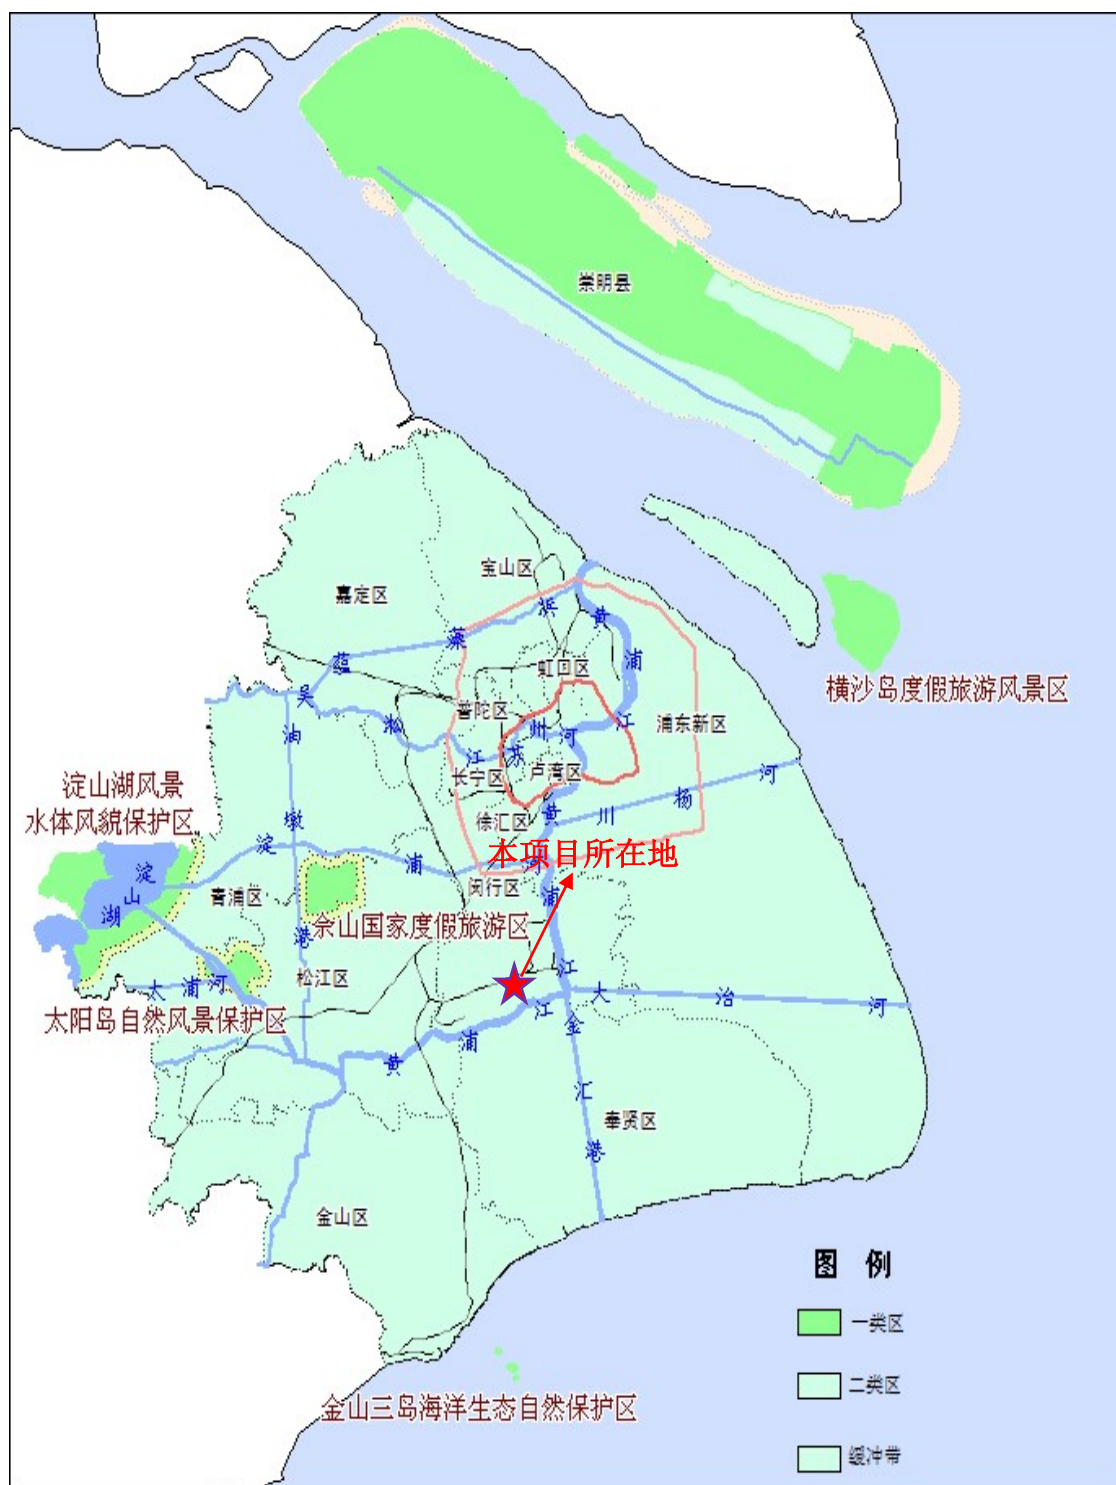 崇明县
宝山区
嘉定区
浜
黄
蕰
藻
浦
虹口区
横沙岛度假旅游风景区
吴
淞
江
普陀区
苏
州
河
江
浦东新区
油
墩
港
长宁区
卢湾区
淀山湖风景
水体风貌保护区
徐汇区
黄
川
杨
河
淀
浦
河
本项目所在地
淀
山
湖
青浦区
闵行区
浦
佘山国家度假旅游区
松江区
太
浦
河
江
大
治
河
太阳岛自然风景保护区
黄
浦
江
金
汇
港
奉贤区
金山区
图 例
一类区
二类区
缓冲带
金山三岛海洋生态自然保护区